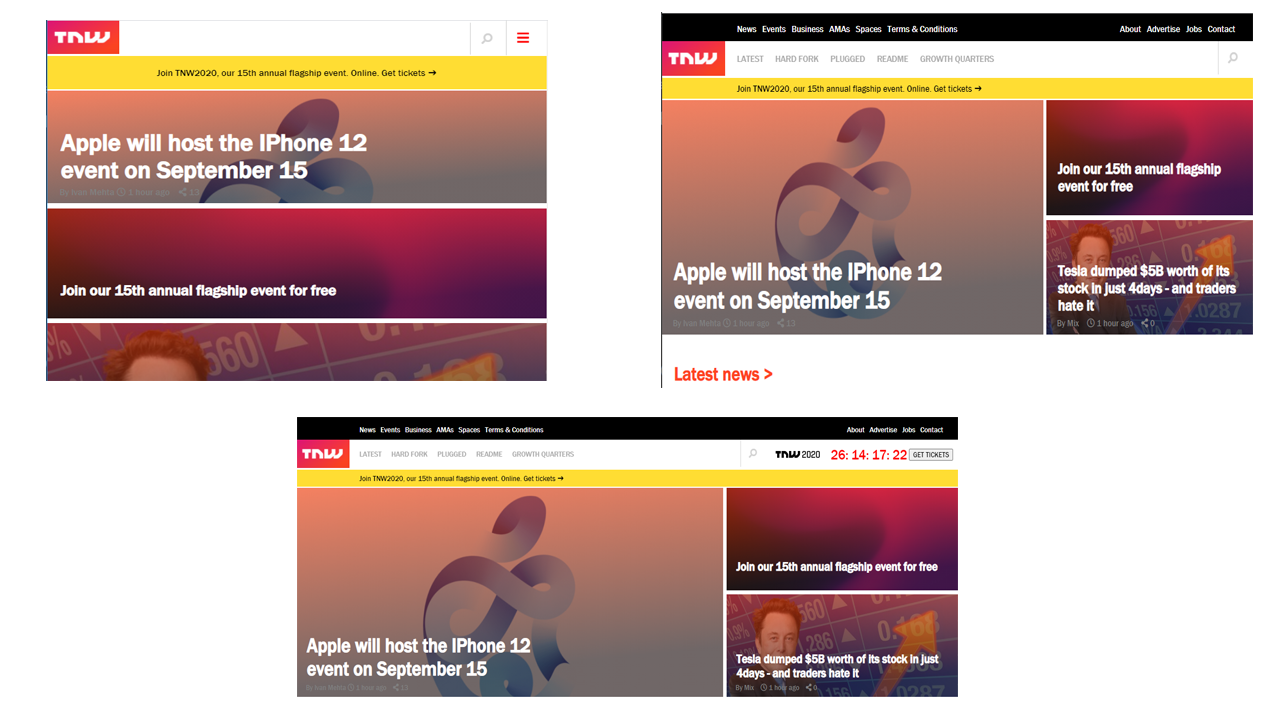 TNW
Join TNW2020, our 15th annual flagship event. Online. Get tickets ➔
Apple will host the IPhone 12
event on September 15
By Ivan Mehta 1 hour ago 13
Join our 15th annual flagship event for free
560
0.168
News Events Business AMAs Spaces Terms & Conditions
About Advertise Jobs Contact
TNW
LATEST HARD FORK PLUGGED README GROWTH QUARTERS
Join TNW2020, our 15th annual flagship event. Online. Get tickets ➔
Apple will host the IPhone 12
event on September 15
By Ivan Mehta 1 hour ago 13
Join our 15th annual flagship
event for free
Tesla dumped $5B worth of its
stock in just 4days - and traders
hate it
By Mix 1 hour ago 0
Latest news >
News Events Business AMAs Spaces Terms & Conditions
About Advertise Jobs Contact
TNW
LATEST HARD FORK PLUGGED README GROWTH QUARTERS
TNW 2020 26: 14: 17: 22 GET TICKETS
Join TNW2020, our 15th annual flagship event. Online. Get tickets ➔
Apple will host the IPhone 12
event on September 15
By Ivan Mehta 1 hour ago 13
Join our 15th annual flagship event for free
Tesla dumped $5B worth of its stock in just
4days - and traders hate it
By Mix 1 hour ago 0